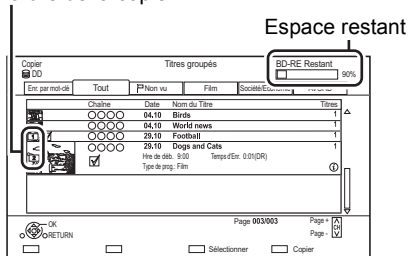 Espace restant
Copier
DD
Titres groupés
BD-RE Restant
90%
Enr. par mot-clé
Tout
Non vu
Film
Société/Économie
Chaîne Date Nom du Titre Titres
04.10 Birds 1
04.10 World news 1
29.10 Football 1
29.10 Dogs and Cats 1
Hre de déb. 9:00 Temps d'Enr. 0:01(DR)
Type de prog.: Film
OK
RETURN
Page 003/003
Page +
Page -
CH
Sélectionner
Copier